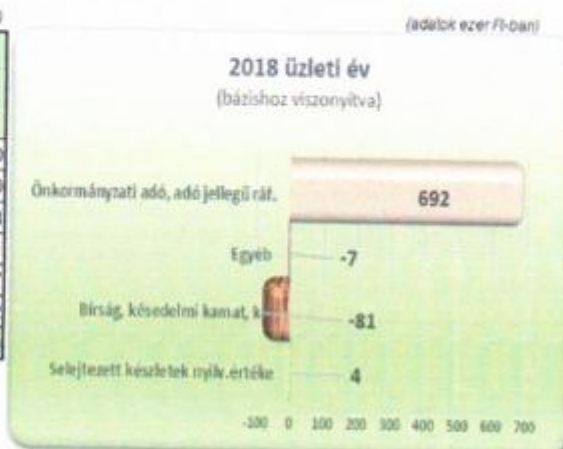 (adatok ezer Ft-ban)
2018 üzleti év
(bázishoz viszonyítva)
Önkormányzati adó, adó jellegű ráf.
692
Egyéb
-7
Bírság, késedelmi kamat, k
-81
Selejtezett készletek nyilv.értéke
4
-100 0 100 200 300 400 500 600 700